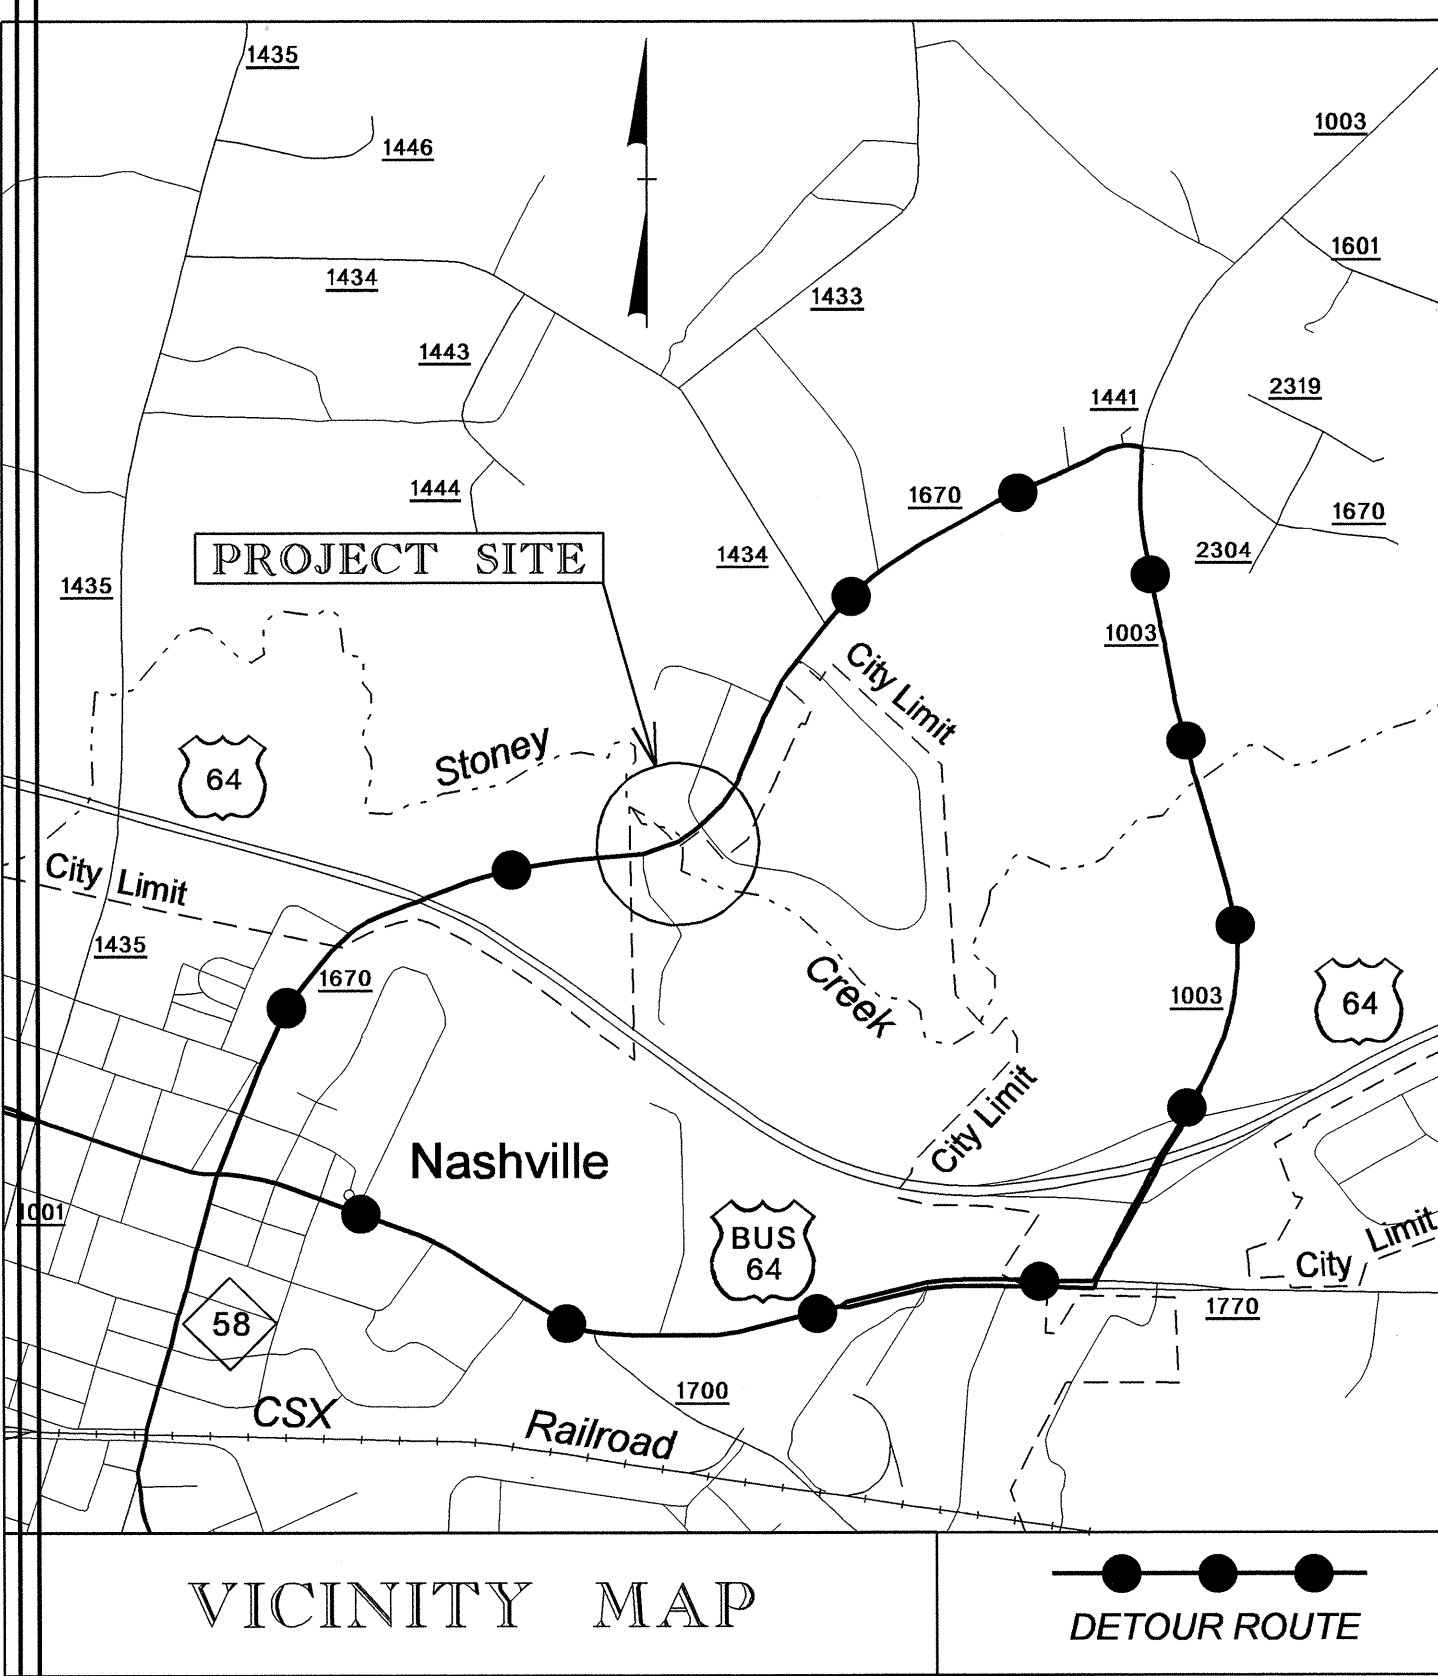 1435
1446
1003
1601
1434
1433
1443
2319
1441
1444
1670
1670
PROJECT SITE
1434
2304
1435
1003
City Limit
Stoney
64
City Limit
1435
1670
Creek
1003
64
City Limit
Nashville
1001
BUS
64
City Limit
1770
58
1700
CSX Railroad
VICINITY MAP
DETOUR ROUTE